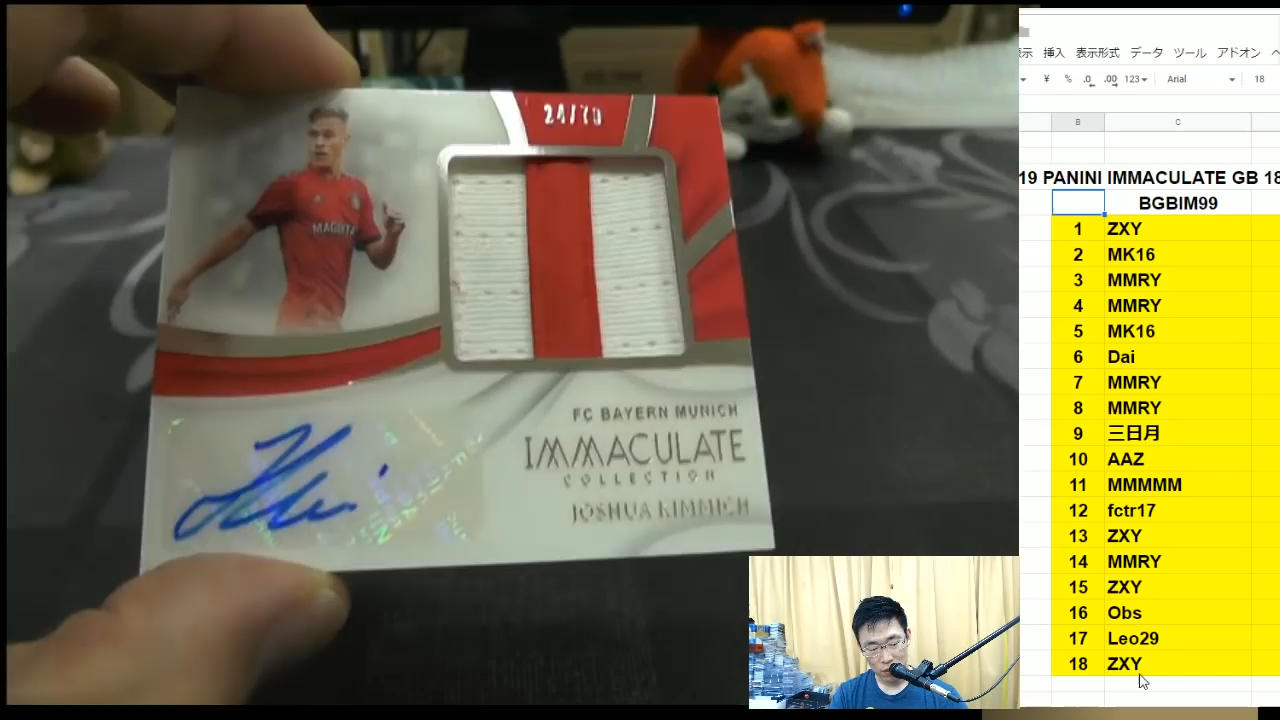 24/70
FC BAYERN MUNICH
IMMACULATE
COLLECTION
JOSHUA KIMMICH
挿入 表示形式 データ ツール アドオン
¥ % .0 .00 123 Arial 18
B C
19 PANINI IMMACULATE GB 18
BGBIM99
1 ZXY
2 MK16
3 MMRY
4 MMRY
5 MK16
6 Dai
7 MMRY
8 MMRY
9 三日月
10 AAZ
11 MMMMM
12 fctr17
13 ZXY
14 MMRY
15 ZXY
16 Obs
17 Leo29
18 ZXY